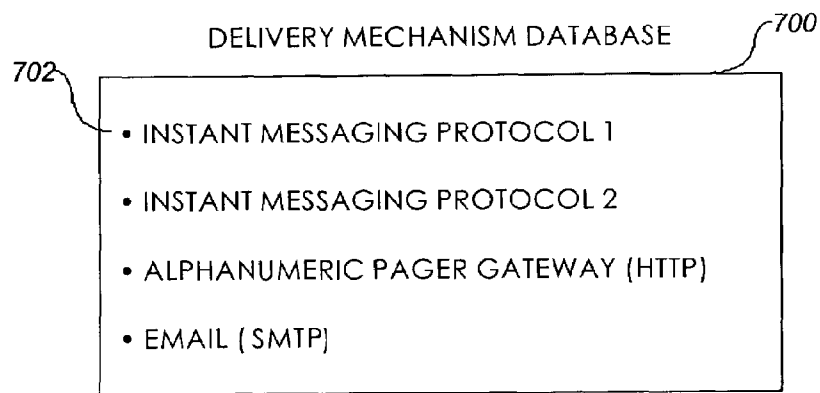 DELIVERY MECHANISM DATABASE
700
702
• INSTANT MESSAGING PROTOCOL 1
• INSTANT MESSAGING PROTOCOL 2
• ALPHANUMERIC PAGER GATEWAY (HTTP)
• EMAIL ( SMTP)